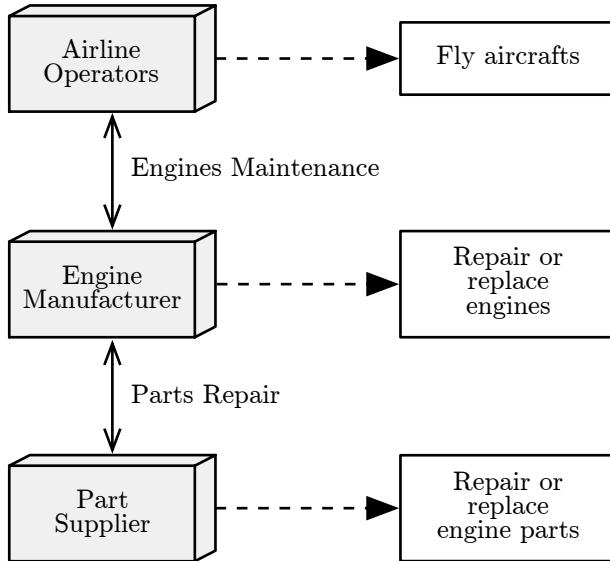 Airline
Operators
Fly aircrafts
Engines Maintenance
Engine
Manufacturer
Repair or
replace
engines
Parts Repair
Part
Supplier
Repair or
replace
engine parts